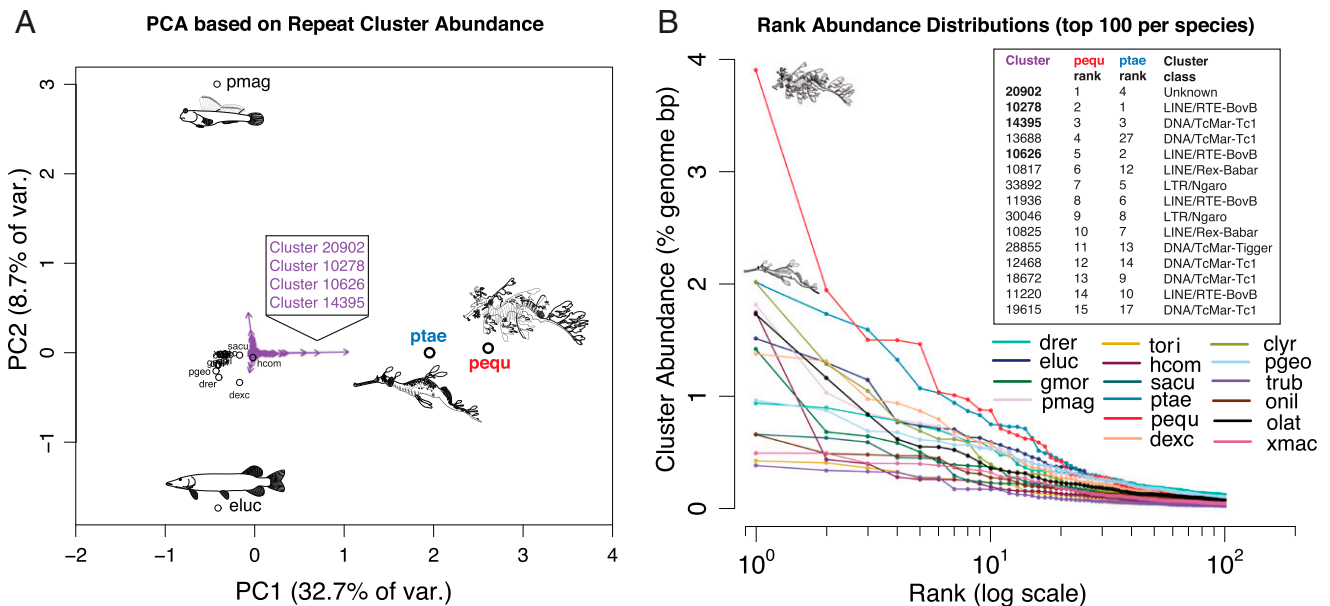 A
PCA based on Repeat Cluster Abundance
PC2 (8.7% of var.)
3
2
1
0
−1
pmag
Cluster 20902
Cluster 10278
Cluster 10626
Cluster 14395
ptae
pequ
sacu
hcom
pgeo
drer
dexc
eluc
−2
−1
0
1
2
3
4
PC1 (32.7% of var.)
B
Rank Abundance Distributions (top 100 per species)
Cluster Abundance (% genome bp)
4
3
2
1
0
Cluster pequ rank ptae rank Cluster class
20902 1 4 Unknown
10278 2 1 LINE/RTE-BovB
14395 3 3 DNA/TcMar-Tc1
13688 4 27 DNA/TcMar-Tc1
10626 5 2 LINE/RTE-BovB
10817 6 12 LINE/Rex-Babar
33892 7 5 LTR/Ngaro
11936 8 6 LINE/RTE-BovB
30046 9 8 LTR/Ngaro
10825 10 7 LINE/Rex-Babar
28855 11 13 DNA/TcMar-Tigger
12468 12 14 DNA/TcMar-Tc1
18672 13 9 DNA/TcMar-Tc1
11220 14 10 LINE/RTE-BovB
19615 15 17 DNA/TcMar-Tc1
drer
eluc
gmor
pmag
tori
hcom
sacu
ptae
pequ
dexc
clyr
pgeo
trub
onil
olat
xmac
10⁰
10¹
10²
Rank (log scale)